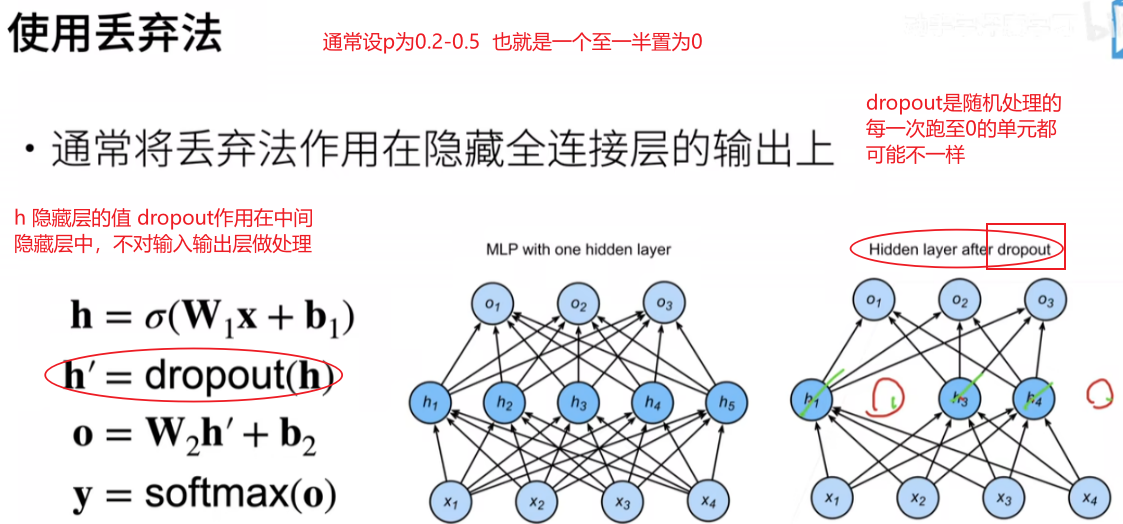 使用丢弃法
通常设p为0.2-0.5 也就是一个至一半置为0
dropout是随机处理的
每一次跑至0的单元都
可能不一样
• 通常将丢弃法作用在隐藏全连接层的输出上
h 隐藏层的值 dropout作用在中间
隐藏层中，不对输入输出层做处理
h = σ(W₁x + b₁)
h′ = dropout(h)
o = W₂h′ + b₂
y = softmax(o)
MLP with one hidden layer
o₁ o₂ o₃
h₁ h₂ h₃ h₄ h₅
x₁ x₂ x₃ x₄
Hidden layer after dropout
o₁ o₂ o₃
h₁ h₃ h₄
x₁ x₂ x₃ x₄